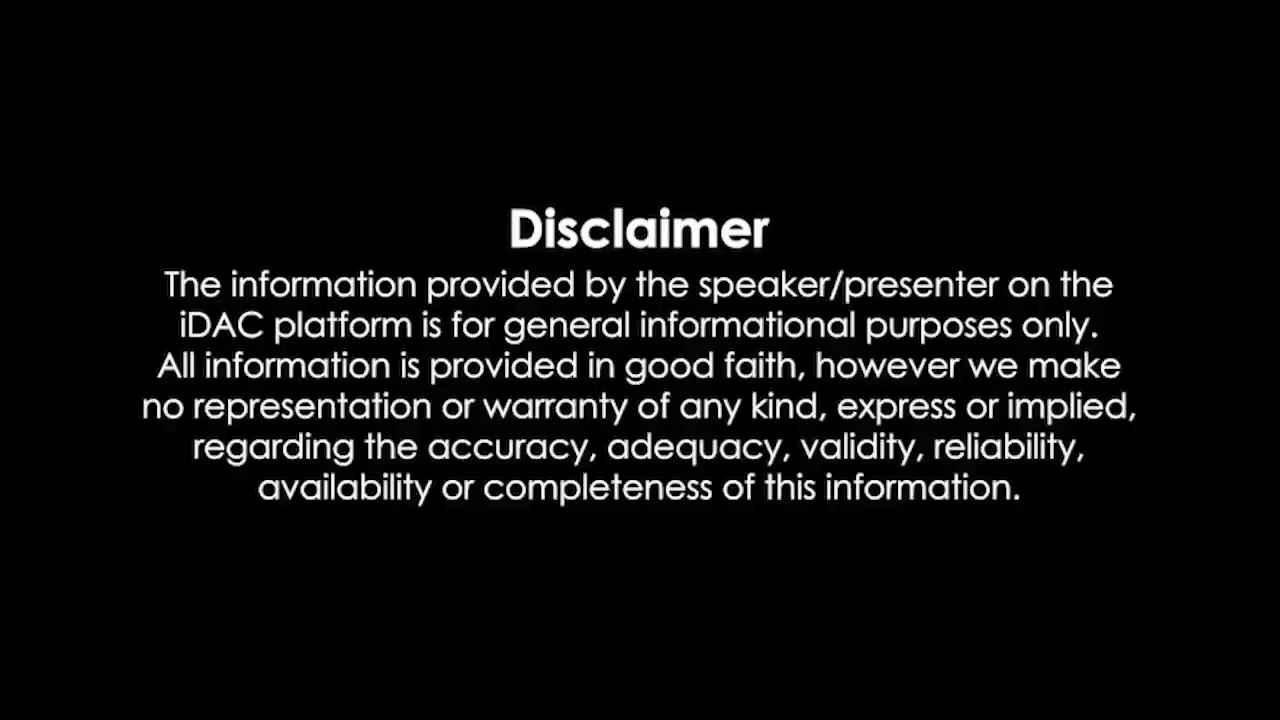 Disclaimer
The information provided by the speaker/presenter on the
iDAC platform is for general informational purposes only.
All information is provided in good faith, however we make
no representation or warranty of any kind, express or implied,
regarding the accuracy, adequacy, validity, reliability,
availability or completeness of this information.